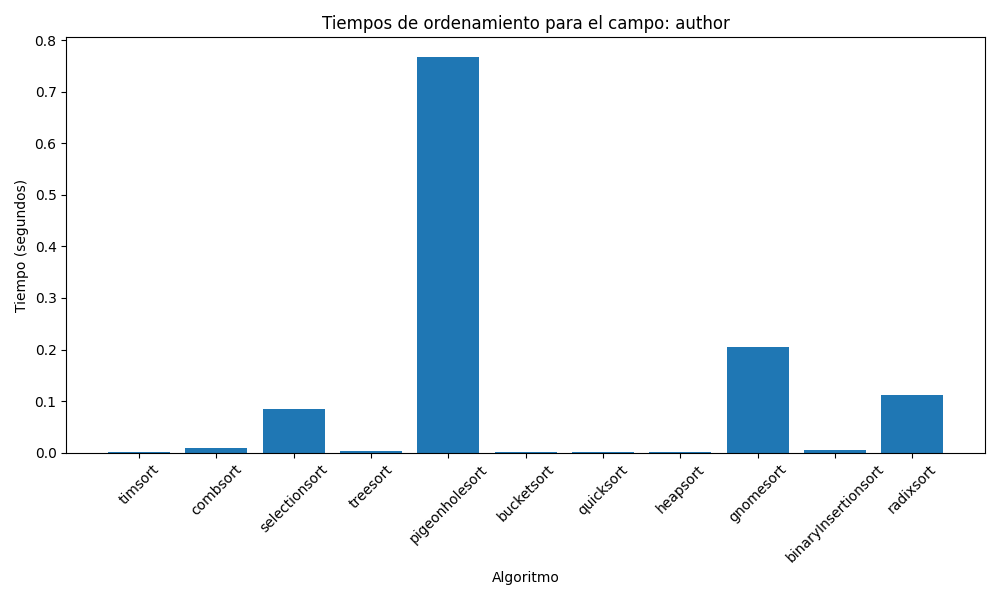 Tiempos de ordenamiento para el campo: author
Tiempo (segundos)
0.8
0.7
0.6
0.5
0.4
0.3
0.2
0.1
0.0
timsort
combsort
selectionsort
treesort
pigeonholesort
bucketsort
quicksort
heapsort
gnomesort
binaryInsertionsort
radixsort
Algoritmo